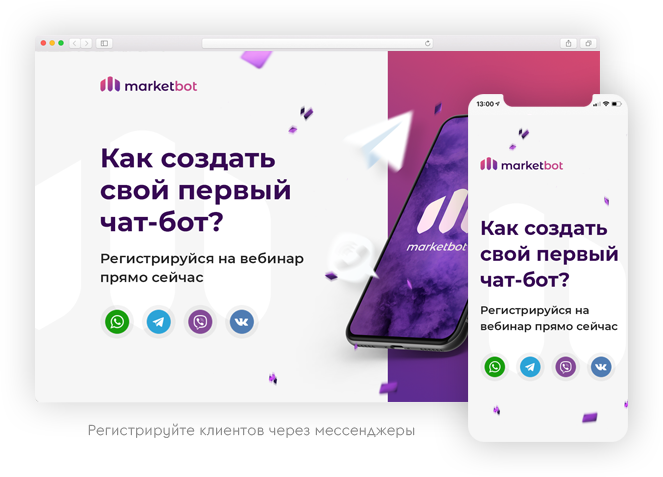 marketbot
Как создать
свой первый
чат-бот?
Регистрируйся на вебинар
прямо сейчас
marketbot
13:00
marketbot
Как создать
свой первый
чат-бот?
Регистрируйся на
вебинар прямо сейчас
Регистрируйте клиентов через мессенджеры